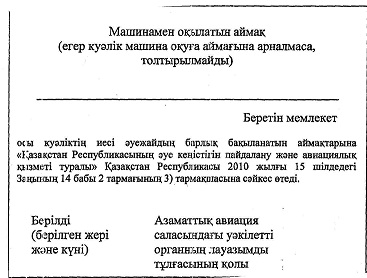 Машинамен оқылатын аймақ
(егер куәлік машина оқуға аймағына арналмаса,
толтырылмайды)
Беретін мемлекет
осы куәліктің иесі әуежайдың барлық бақыланатын аймақтарына
«Қазақстан Республикасының әуе кеңістігін пайдалану және авиациялық
қызметі туралы» Қазақстан Республикасы 2010 жылғы 15 шілдедегі
Заңының 14 бабы 2 тармағының 3) тармақшасына сәйкес өтеді.
Берілді
(берілген жері
және күні)
Азаматтық авиация
саласындағы уәкілетті
органның лауазымды
тұлғасының қолы